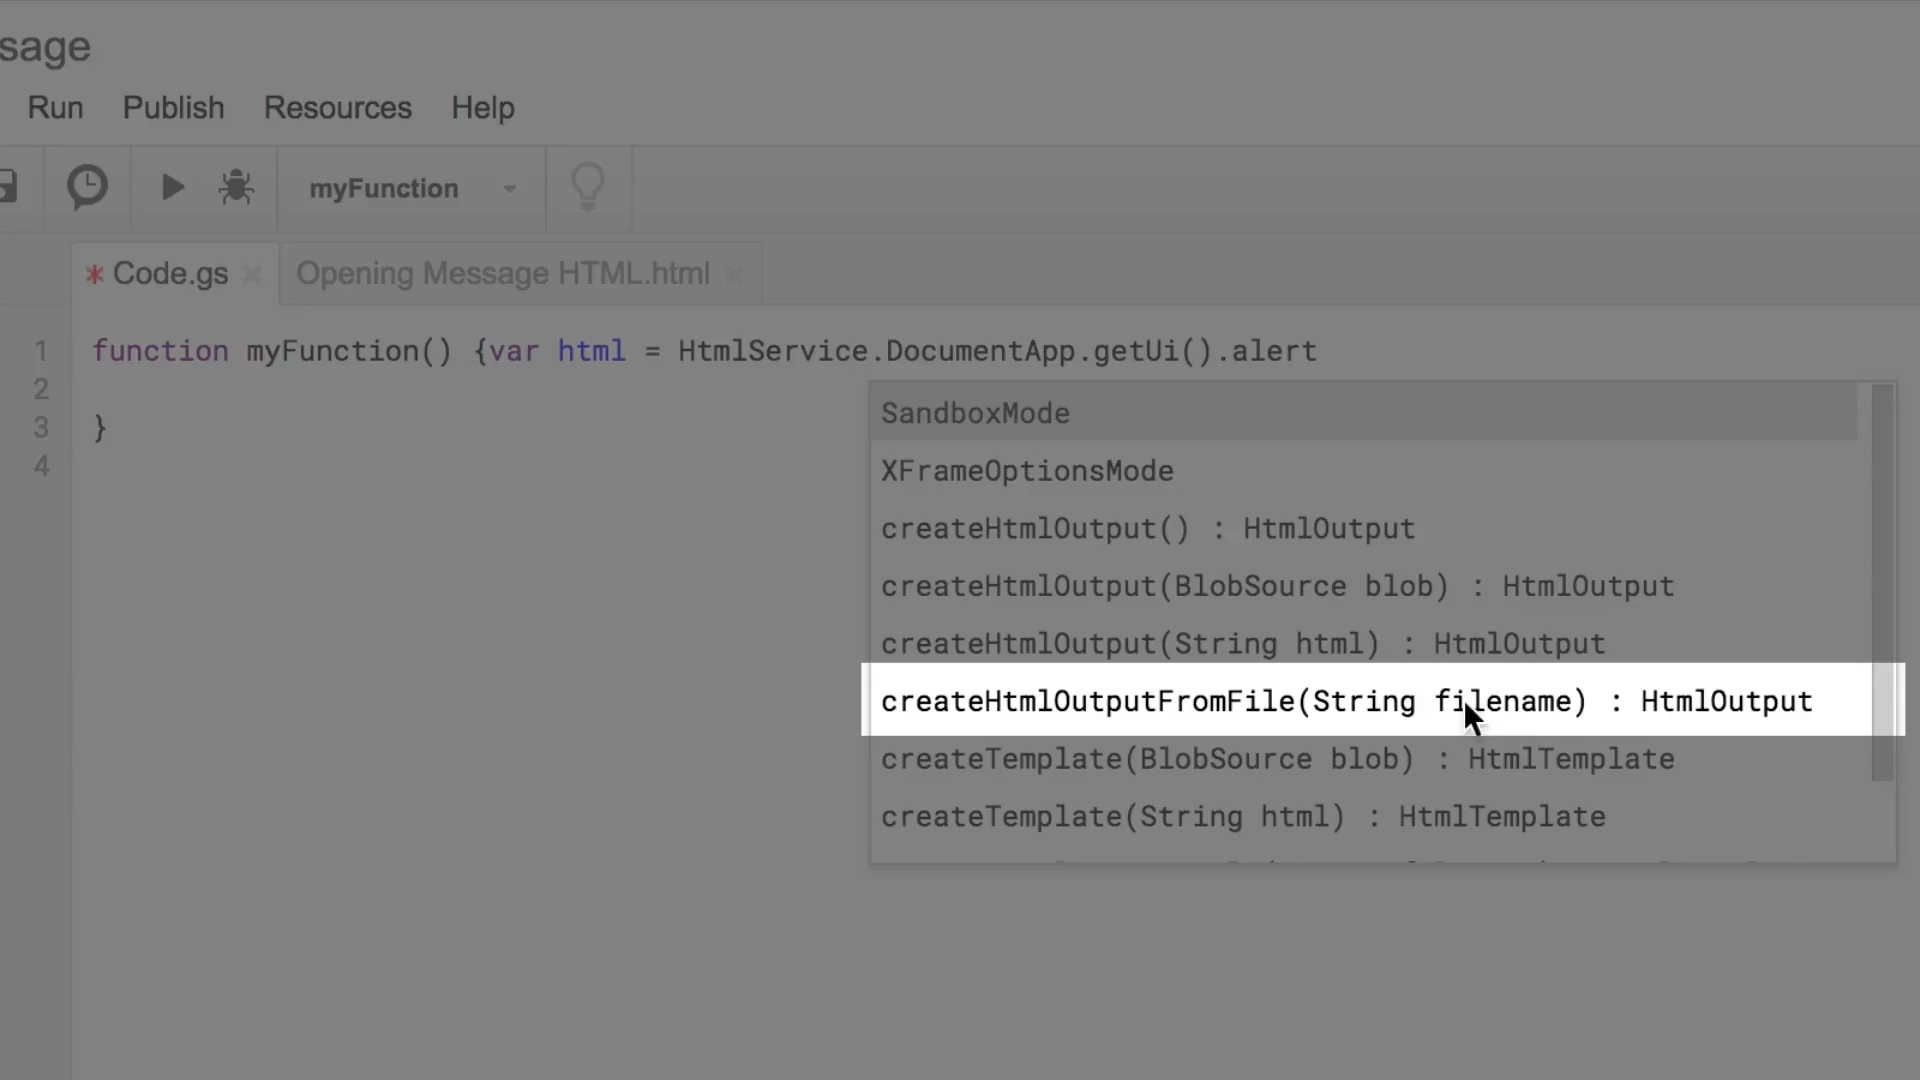 sage
Run Publish Resources Help
myFunction
* Code.gs × Opening Message HTML.html ×
1 function myFunction() {var html = HtmlService.DocumentApp.getUi().alert
2
3 }
4
SandboxMode
XFrameOptionsMode
createHtmlOutput() : HtmlOutput
createHtmlOutput(BlobSource blob) : HtmlOutput
createHtmlOutput(String html) : HtmlOutput
createHtmlOutputFromFile(String filename) : HtmlOutput
createTemplate(BlobSource blob) : HtmlTemplate
createTemplate(String html) : HtmlTemplate